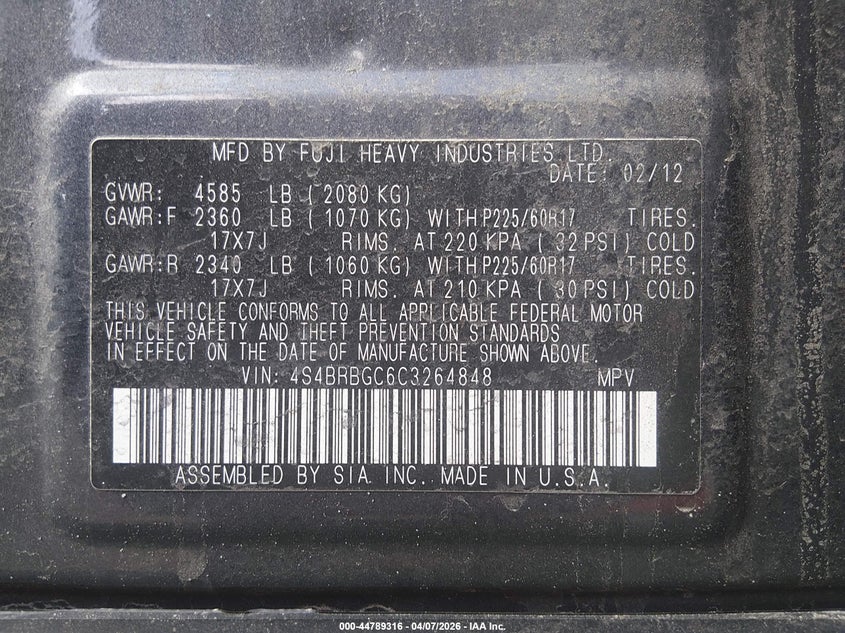 MFD BY FUJI HEAVY INDUSTRIES LTD.
DATE: 02/12
GVWR: 4585 LB ( 2080 KG)
GAWR:F 2360 LB ( 1070 KG) WITH P225/60R17 TIRES.
17X7J RIMS. AT 220 KPA ( 32 PSI) COLD
GAWR:R 2340 LB ( 1060 KG) WITH P225/60R17 TIRES.
17X7J RIMS. AT 210 KPA ( 30 PSI) COLD
THIS VEHICLE CONFORMS TO ALL APPLICABLE FEDERAL MOTOR
VEHICLE SAFETY AND THEFT PREVENTION STANDARDS
IN EFFECT ON THE DATE OF MANUFACTURE SHOWN ABOVE.
VIN: 4S4BRBGC6C3264848 MPV
ASSEMBLED BY SIA INC. MADE IN U.S.A.
000-44789316 - 04/07/2026 - IAA Inc.